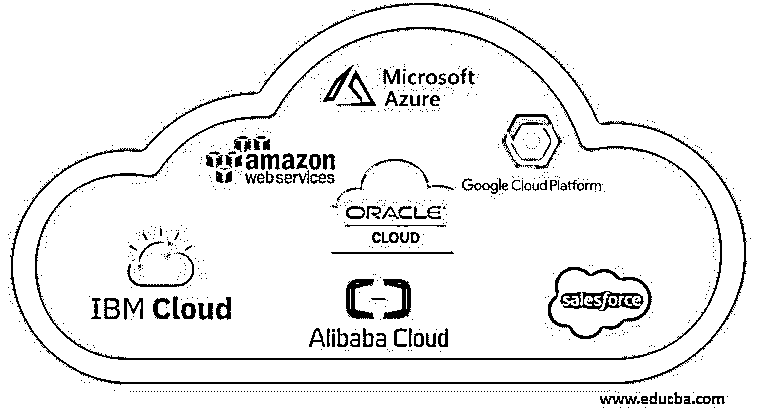 Microsoft
Azure
amazon
webservices
Google Cloud Platform
ORACLE
CLOUD
IBM Cloud
Alibaba Cloud
salesforce
www.educba.com